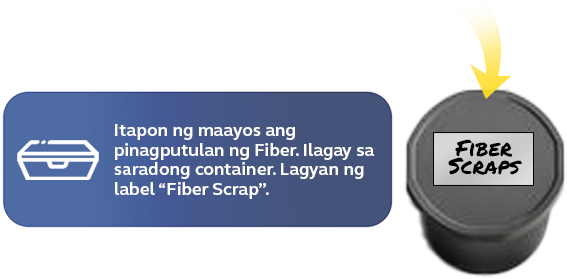 Itapon ng maayos ang
pinagputulan ng Fiber. Ilagay sa
saradong container. Lagyan ng
label “Fiber Scrap”.
FIBER
SCRAPS